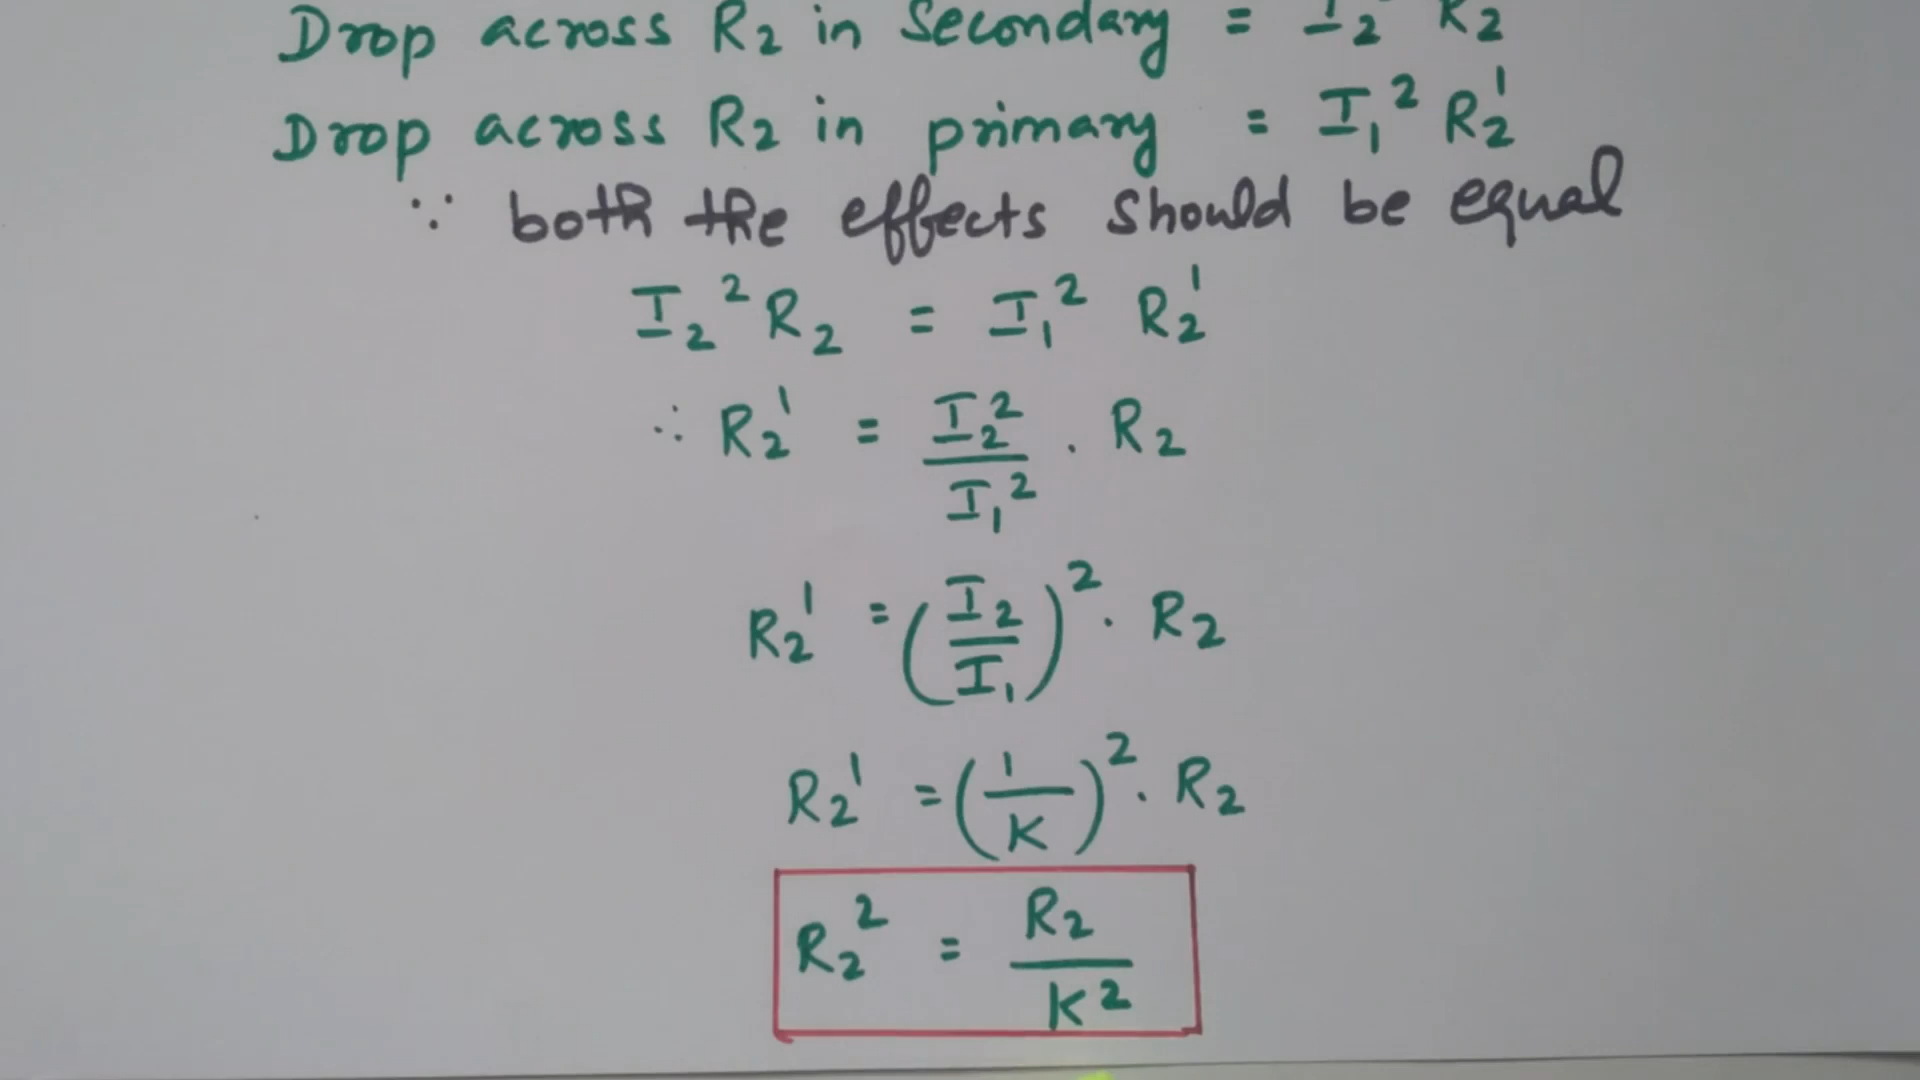 Drop across R₂ in Secondary = I₂² R₂
Drop across R₂ in primary = I₁² R₂'
∵ both the effects should be equal
I₂² R₂ = I₁² R₂'
∴ R₂' = I₂² / I₁² . R₂
R₂' = (I₂ / I₁)² . R₂
R₂' = (1 / K)² . R₂
R₂² = R₂ / K²